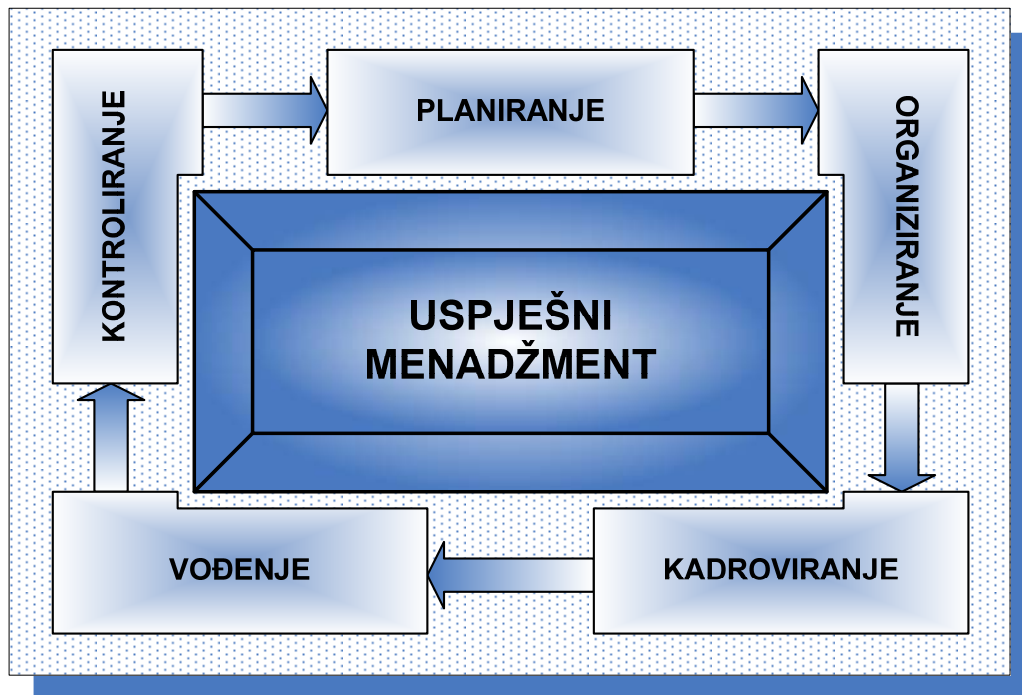 KONTROLIRANJE
PLANIRANJE
ORGANIZIRANJE
USPJEŠNI
MENADŽMENT
VOĐENJE
KADROVIRANJE